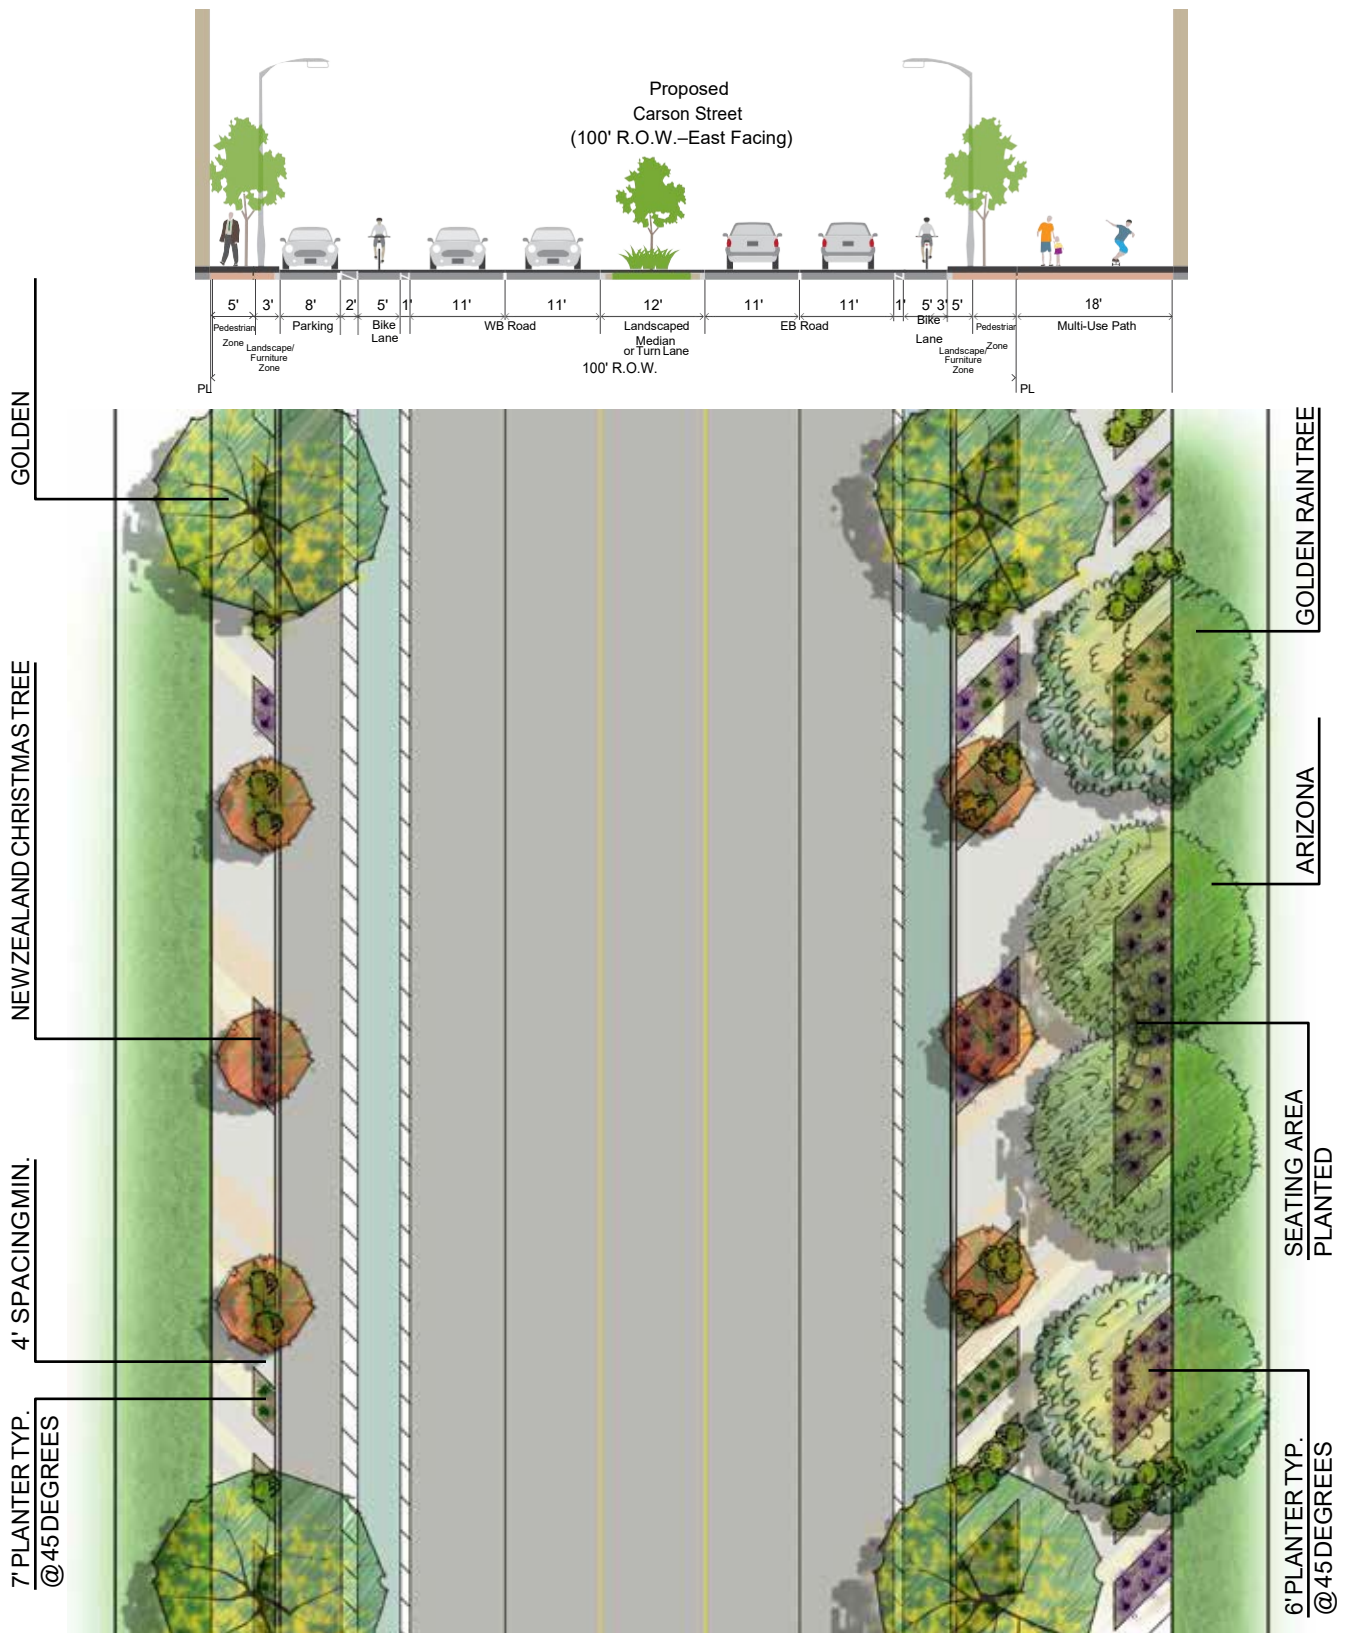 Proposed
Carson Street
(100' R.O.W.–East Facing)
5' 3' 8' 2' 5' 1' 11' 11' 12' 11' 11' 1' 5' 3' 5' 18'
Pedestrian
Zone
Landscape/
Furniture
Zone
Parking
Bike
Lane
WB Road
Landscaped
Median
or Turn Lane
EB Road
Bike
Lane
Landscape/
Furniture
Zone
Pedestrian
Zone
Multi-Use Path
100' R.O.W.
PL
PL
GOLDEN
NEW ZEALAND CHRISTMAS TREE
4' SPACING MIN.
7' PLANTER TYP.
@ 45 DEGREES
GOLDEN RAIN TREE
ARIZONA
SEATING AREA
PLANTED
6' PLANTER TYP.
@ 45 DEGREES